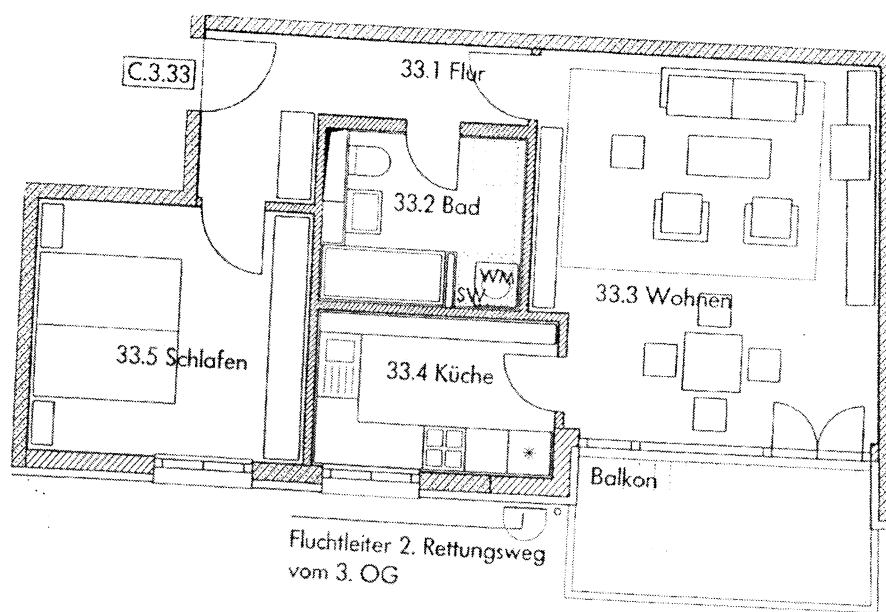 C.3.33
33.1 Flur
33.2 Bad
WM
SW
33.3 Wohnen
33.5 Schlafen
33.4 Küche
Balkon
Fluchtleiter 2. Rettungsweg
vom 3. OG